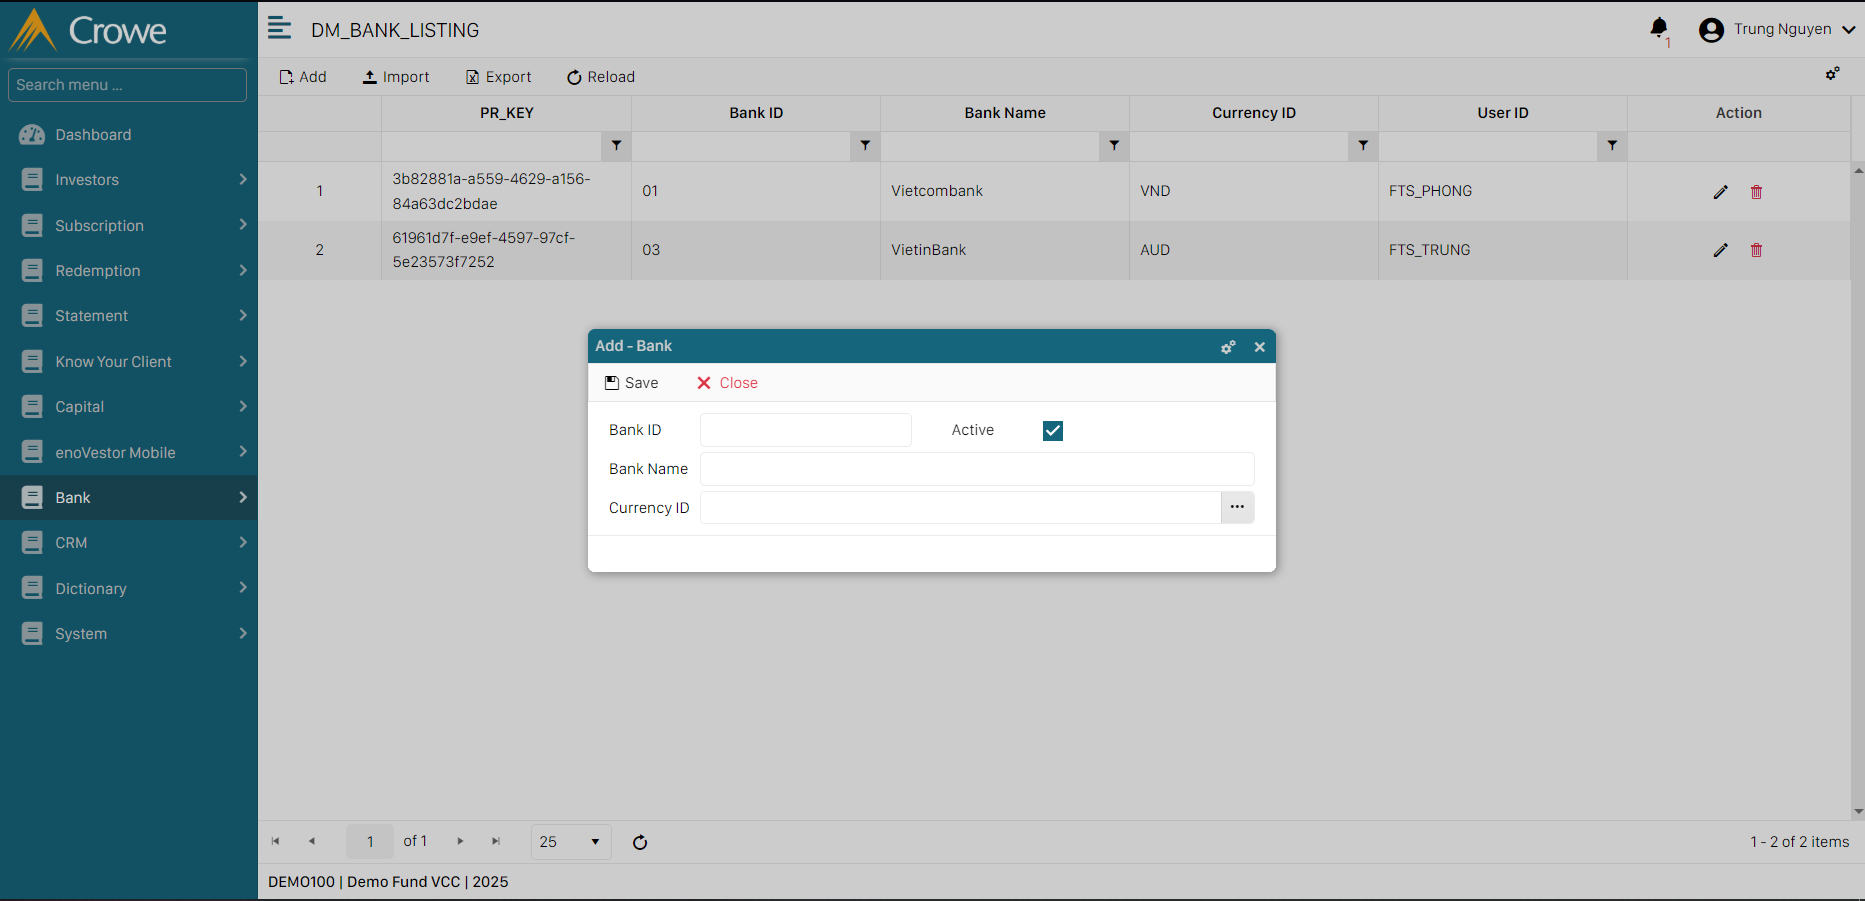 Crowe
Search menu ...
Dashboard
Investors
Subscription
Redemption
Statement
Know Your Client
Capital
enoVestor Mobile
Bank
CRM
Dictionary
System
DM_BANK_LISTING
1
Trung Nguyen
Add Import Export Reload
PR_KEY Bank ID Bank Name Currency ID User ID Action
1 3b82881a-a559-4629-a156-84a63dc2bdae 01 Vietcombank VND FTS_PHONG
2 61961d7f-e9ef-4597-97cf-5e23573f7252 03 VietinBank AUD FTS_TRUNG
Add - Bank
Save Close
Bank ID Active
Bank Name
Currency ID ...
1 of 1 25 1 - 2 of 2 items
DEMO100 | Demo Fund VCC | 2025